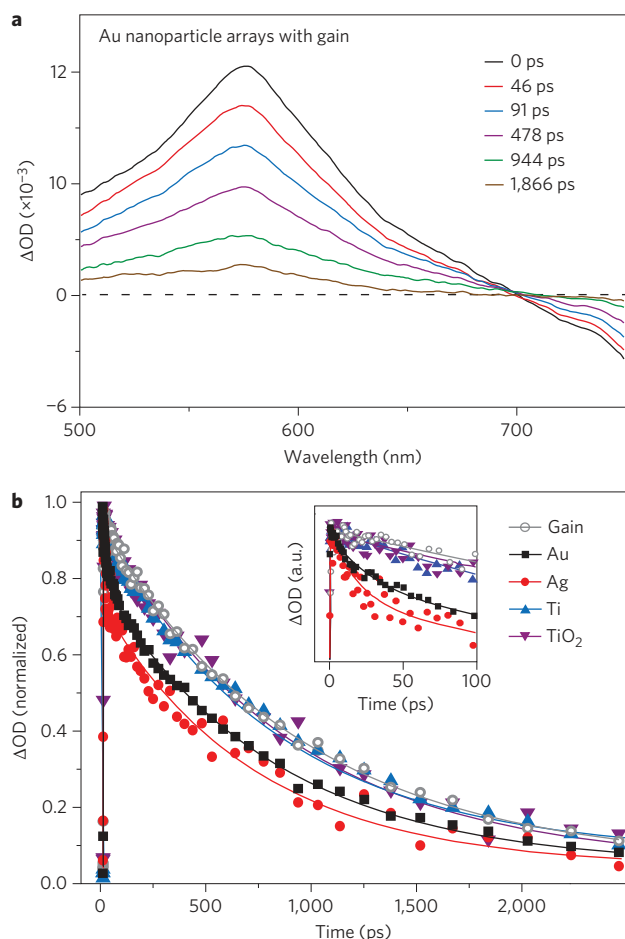 a
Au nanoparticle arrays with gain
0 ps
46 ps
91 ps
478 ps
944 ps
1,866 ps
ΔOD (×10⁻³)
12
10
0
−6
500
600
700
Wavelength (nm)
b
ΔOD (normalized)
1.0
0.8
0.6
0.4
0.2
0.0
0
500
1,000
1,500
2,000
Time (ps)
ΔOD (a.u.)
0
50
100
Time (ps)
Gain
Au
Ag
Ti
TiO₂